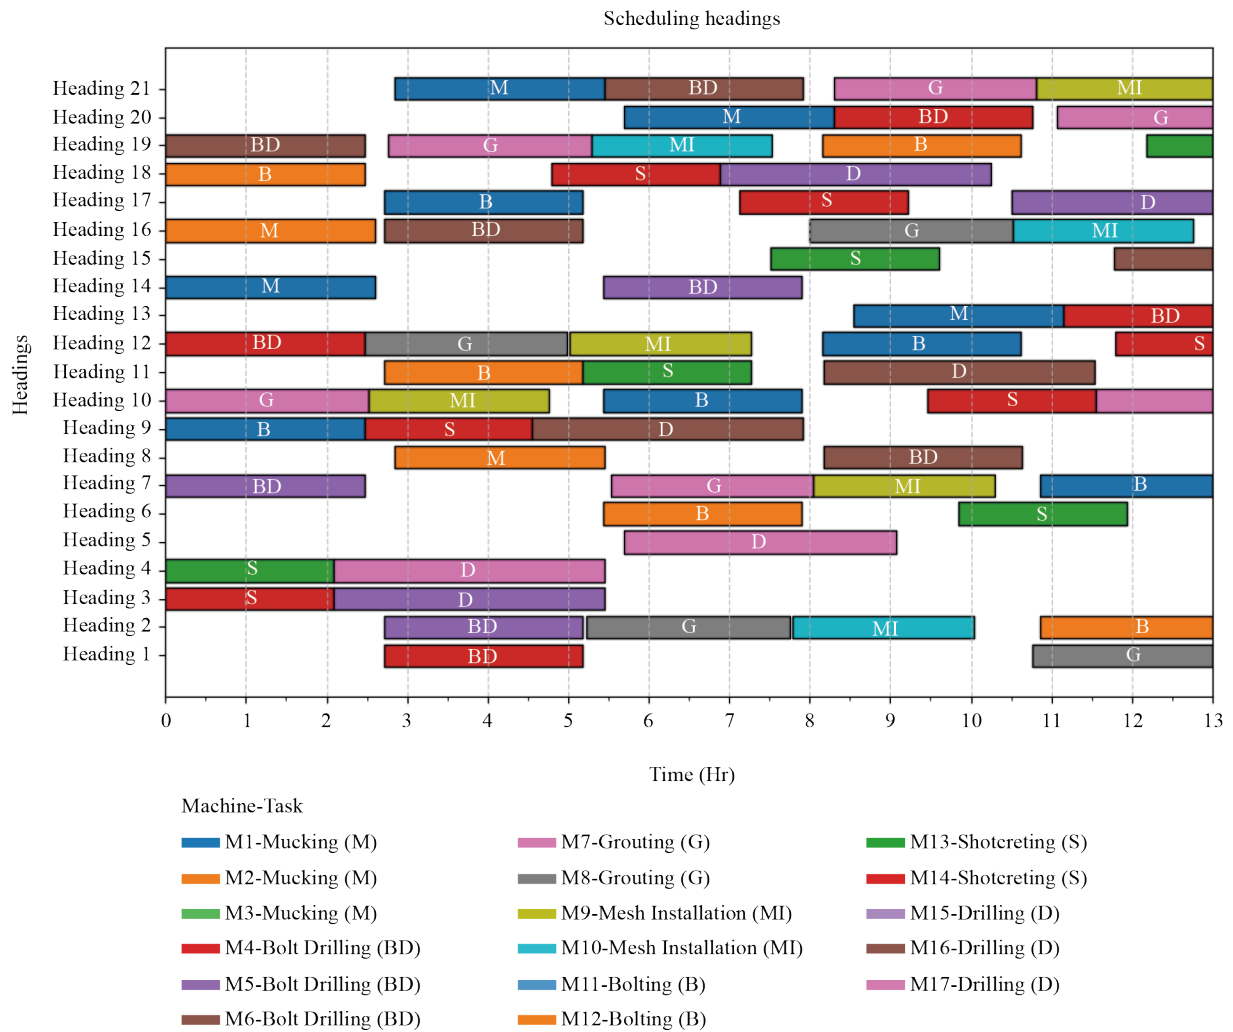 Scheduling headings
Headings
Heading 21 M BD G MI
Heading 20 M BD G
Heading 19 BD G MI B
Heading 18 B S D
Heading 17 B S D
Heading 16 M BD G MI
Heading 15 S
Heading 14 M BD
Heading 13 M BD
Heading 12 BD G MI B S
Heading 11 B S D
Heading 10 G MI B S
Heading 9 B S D
Heading 8 M BD
Heading 7 BD G MI B
Heading 6 B S
Heading 5 D
Heading 4 S D
Heading 3 S D
Heading 2 BD G MI B
Heading 1 BD G
0 1 2 3 4 5 6 7 8 9 10 11 12 13
Time (Hr)
Machine-Task
M1-Mucking (M)
M2-Mucking (M)
M3-Mucking (M)
M4-Bolt Drilling (BD)
M5-Bolt Drilling (BD)
M6-Bolt Drilling (BD)
M7-Grouting (G)
M8-Grouting (G)
M9-Mesh Installation (MI)
M10-Mesh Installation (MI)
M11-Bolting (B)
M12-Bolting (B)
M13-Shotcreting (S)
M14-Shotcreting (S)
M15-Drilling (D)
M16-Drilling (D)
M17-Drilling (D)